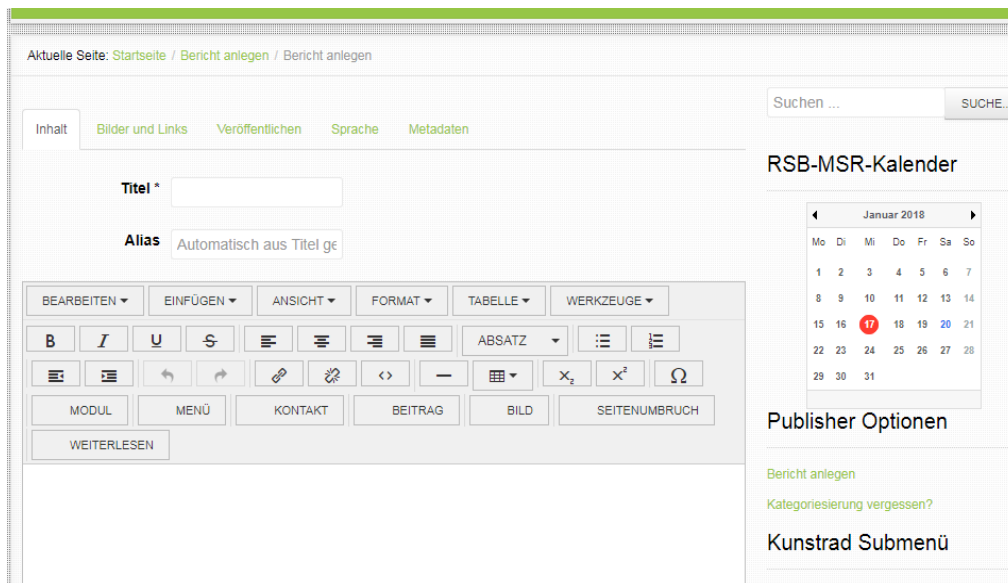 Aktuelle Seite: Startseite / Bericht anlegen / Bericht anlegen
Suchen ...
SUCHE...
Inhalt Bilder und Links Veröffentlichen Sprache Metadaten
Titel *
Alias Automatisch aus Titel ge
BEARBEITEN EINFÜGEN ANSICHT FORMAT TABELLE WERKZEUGE
B I U S ABSATZ
X₂ X² Ω
MODUL MENÜ KONTAKT BEITRAG BILD SEITENUMBRUCH
WEITERLESEN
RSB-MSR-Kalender
Januar 2018
Mo Di Mi Do Fr Sa So
1 2 3 4 5 6 7
8 9 10 11 12 13 14
15 16 17 18 19 20 21
22 23 24 25 26 27 28
29 30 31
Publisher Optionen
Bericht anlegen
Kategoriesierung vergessen?
Kunstrad Submenü